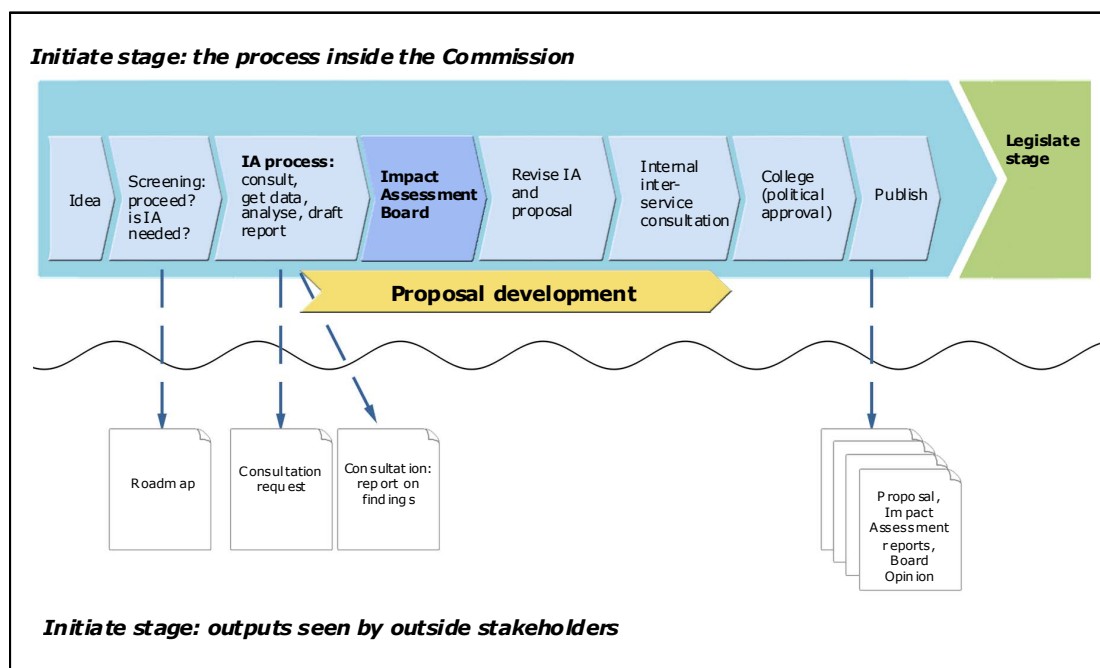 Initiate stage: the process inside the Commission
Legislate
stage
Idea
Screening:
proceed?
is IA
needed?
IA process:
consult,
get data,
analyse, draft
report
Impact
Assessment
Board
Revise IA
and
proposal
Internal
inter-
service
consultation
College
(political
approval)
Publish
Proposal development
Roadmap
Consultation
request
Consultation:
report on
findings
Proposal,
Impact
Assessment
reports,
Board
Opinion
Initiate stage: outputs seen by outside stakeholders